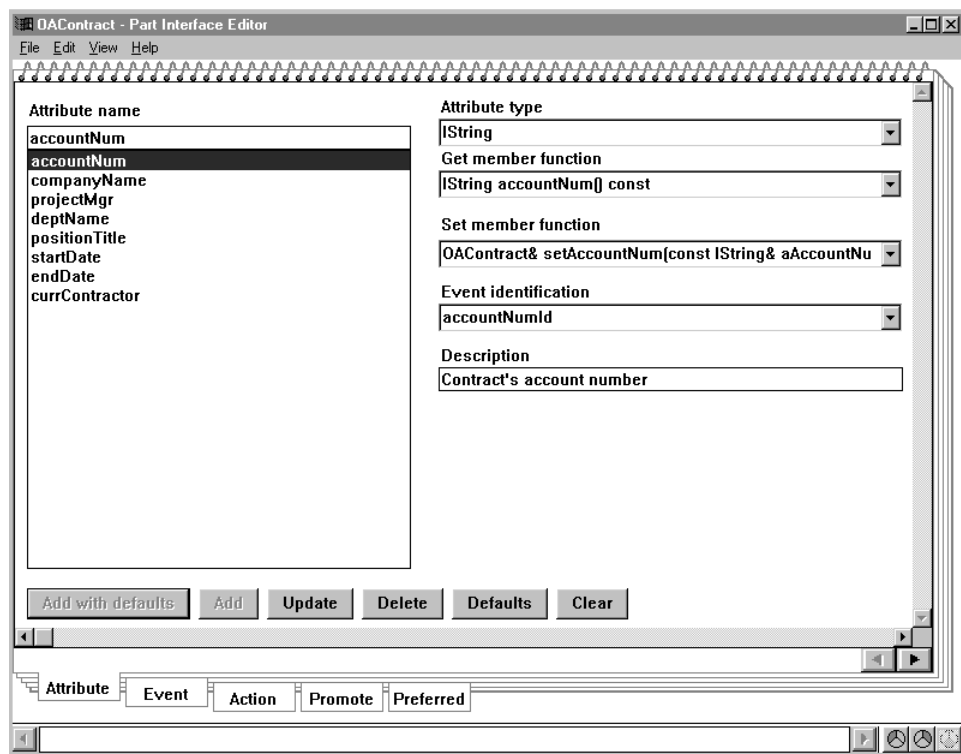 OAContract - Part Interface Editor
File Edit View Help
Attribute name
accountNum
accountNum
companyName
projectMgr
deptName
positionTitle
startDate
endDate
currContractor
Attribute type
IString
Get member function
IString accountNum() const
Set member function
OAContract& setAccountNum(const IString& aAccountNu
Event identification
accountNumId
Description
Contract's account number
Add with defaults Add Update Delete Defaults Clear
Attribute Event Action Promote Preferred